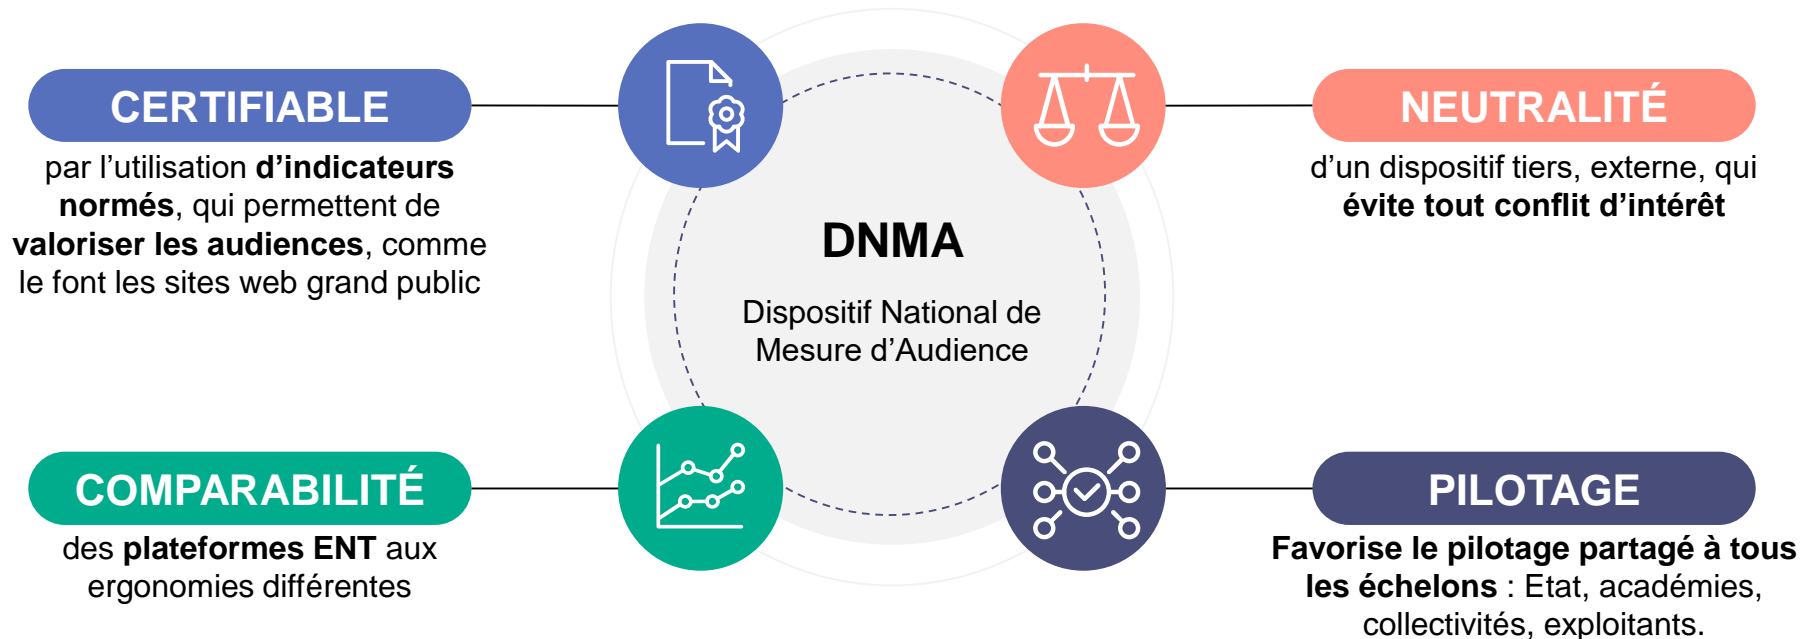 CERTIFIABLE
par l’utilisation d’indicateurs
normés, qui permettent de
valoriser les audiences, comme
le font les sites web grand public
NEUTRALITÉ
d’un dispositif tiers, externe, qui
évite tout conflit d’intérêt
DNMA
Dispositif National de
Mesure d’Audience
COMPARABILITÉ
des plateformes ENT aux
ergonomies différentes
PILOTAGE
Favorise le pilotage partagé à tous
les échelons : Etat, académies,
collectivités, exploitants.